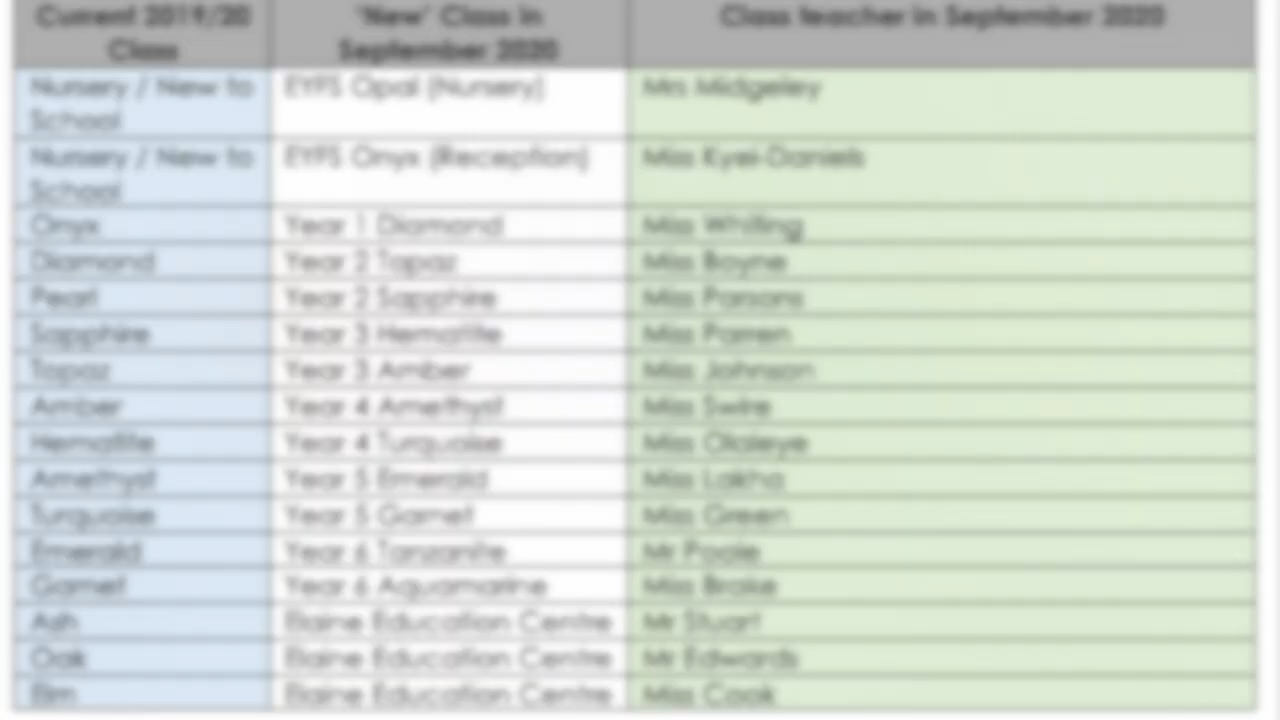 Current 2019/20 'New' Class in Class teacher in September 2020
Class September 2020
Nursery / New to EYFS Opal (Nursery) Mrs Midgeley
School
Nursery / New to EYFS Onyx (Reception) Miss Kyei-Daniels
School
Onyx Year 1 Diamond Miss Whiting
Diamond Year 2 Topaz Miss Boyne
Pearl Year 2 Sapphire Miss Parsons
Sapphire Year 3 Hematite Miss Parren
Topaz Year 3 Amber Miss Johnson
Amber Year 4 Amethyst Miss Swire
Hematite Year 4 Turquoise Miss Olaleye
Amethyst Year 5 Emerald Miss Lakha
Turquoise Year 5 Garnet Miss Green
Emerald Year 6 Tanzanite Mr Poole
Garnet Year 6 Aquamarine Miss Brake
Ash Elaine Education Centre Mr Stuart
Oak Elaine Education Centre Mr Edwards
Elm Elaine Education Centre Miss Cook